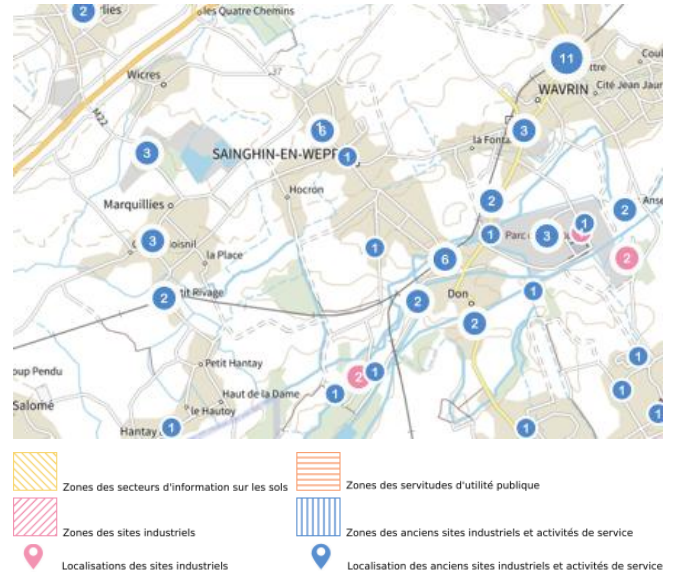 2
lies
les Quatre Chemins
11
ttre
Coul
Wicres
37
WAVRIN
Cité Jean Jaur
M22
6
3
la Fonta
3
SAINGHIN-EN-WEPP
1
Hocron
2
2
Anse
Marquillies
1
1
Parc
3
1
3
oisnil
1
6
2
la Place
2
tit Rivage
2
Don
1
2
oup Pendu
Petit Hantay
1
2
1
1
1
Salomé
Haut de la Dame
le Hautoy
1
Hantay
1
1
Zones des secteurs d'information sur les sols
Zones des servitudes d'utilité publique
Zones des sites industriels
Zones des anciens sites industriels et activités de service
Localisations des sites industriels
Localisation des anciens sites industriels et activités de service